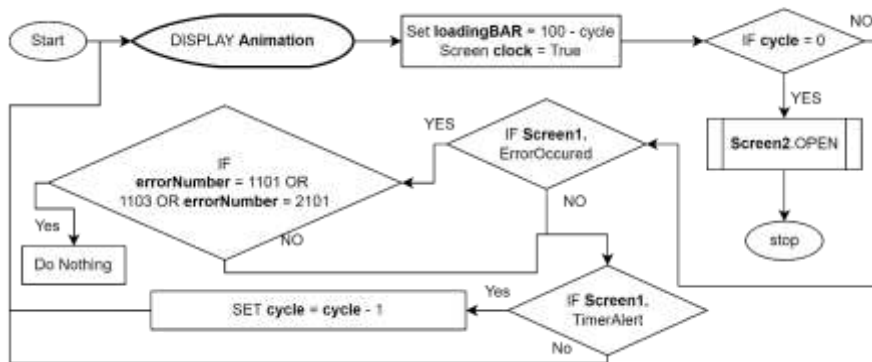 Start
DISPLAY Animation
Set loadingBAR = 100 - cycle
Screen clock = True
IF cycle = 0
NO
YES
Screen2.OPEN
stop
IF Screen1.
ErrorOccured
YES
NO
IF
errorNumber = 1101 OR
1103 OR errorNumber = 2101
Yes
NO
Do Nothing
IF Screen1.
TimerAlert
Yes
No
SET cycle = cycle - 1